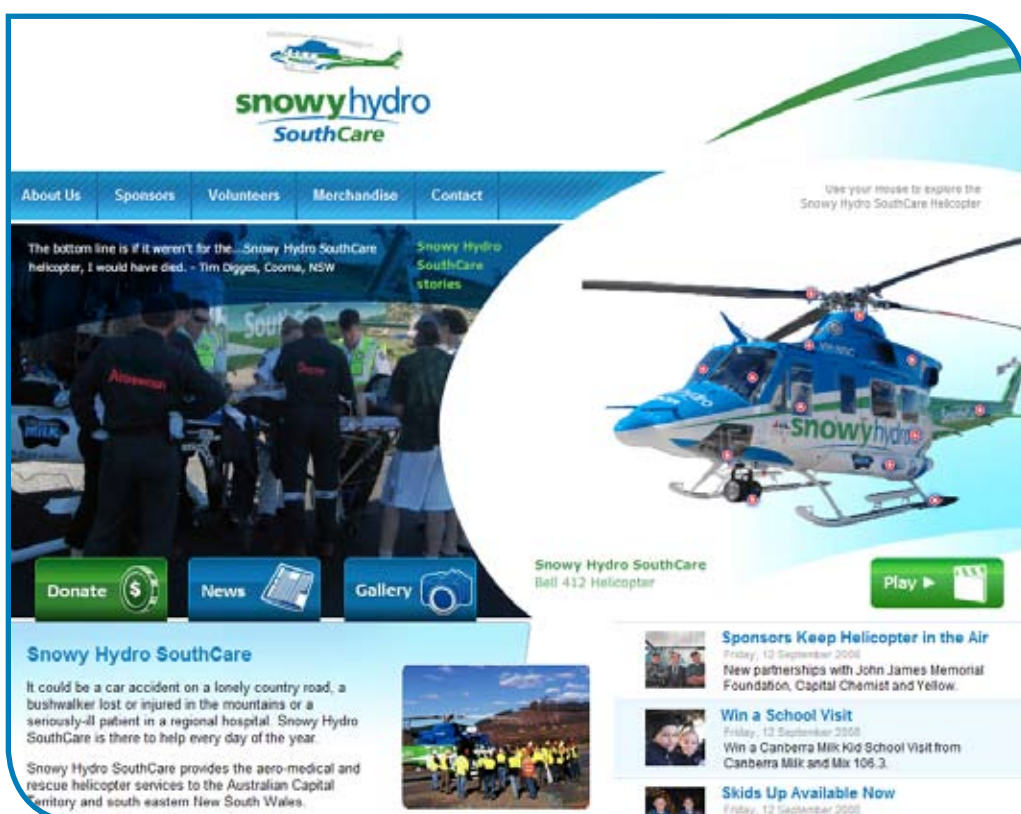 snowyhydro
SouthCare
About Us Sponsors Volunteers Merchandise Contact
Use your mouse to explore the
Snowy Hydro SouthCare Helicopter
The bottom line is if it weren't for the...Snowy Hydro SouthCare
helicopter, I would have died. - Tim Digges, Cooma, NSW
Snowy Hydro
SouthCare
stories
South
Aircrewman
Doctor
MILK
VH-NSC
hydro
snowyhydro
Donate $
News
Gallery
Snowy Hydro SouthCare
Bell 412 Helicopter
Play
Snowy Hydro SouthCare
It could be a car accident on a lonely country road, a
bushwalker lost or injured in the mountains or a
seriously-ill patient in a regional hospital. Snowy Hydro
SouthCare is there to help every day of the year.
Snowy Hydro SouthCare provides the aero-medical and
rescue helicopter services to the Australian Capital
Territory and south eastern New South Wales.
Sponsors Keep Helicopter in the Air
Friday, 12 September 2008
New partnerships with John James Memorial
Foundation, Capital Chemist and Yellow.
Win a School Visit
Friday, 12 September 2008
Win a Canberra Milk Kid School Visit from
Canberra Milk and Mix 106.3.
Skids Up Available Now
Friday, 12 September 2008